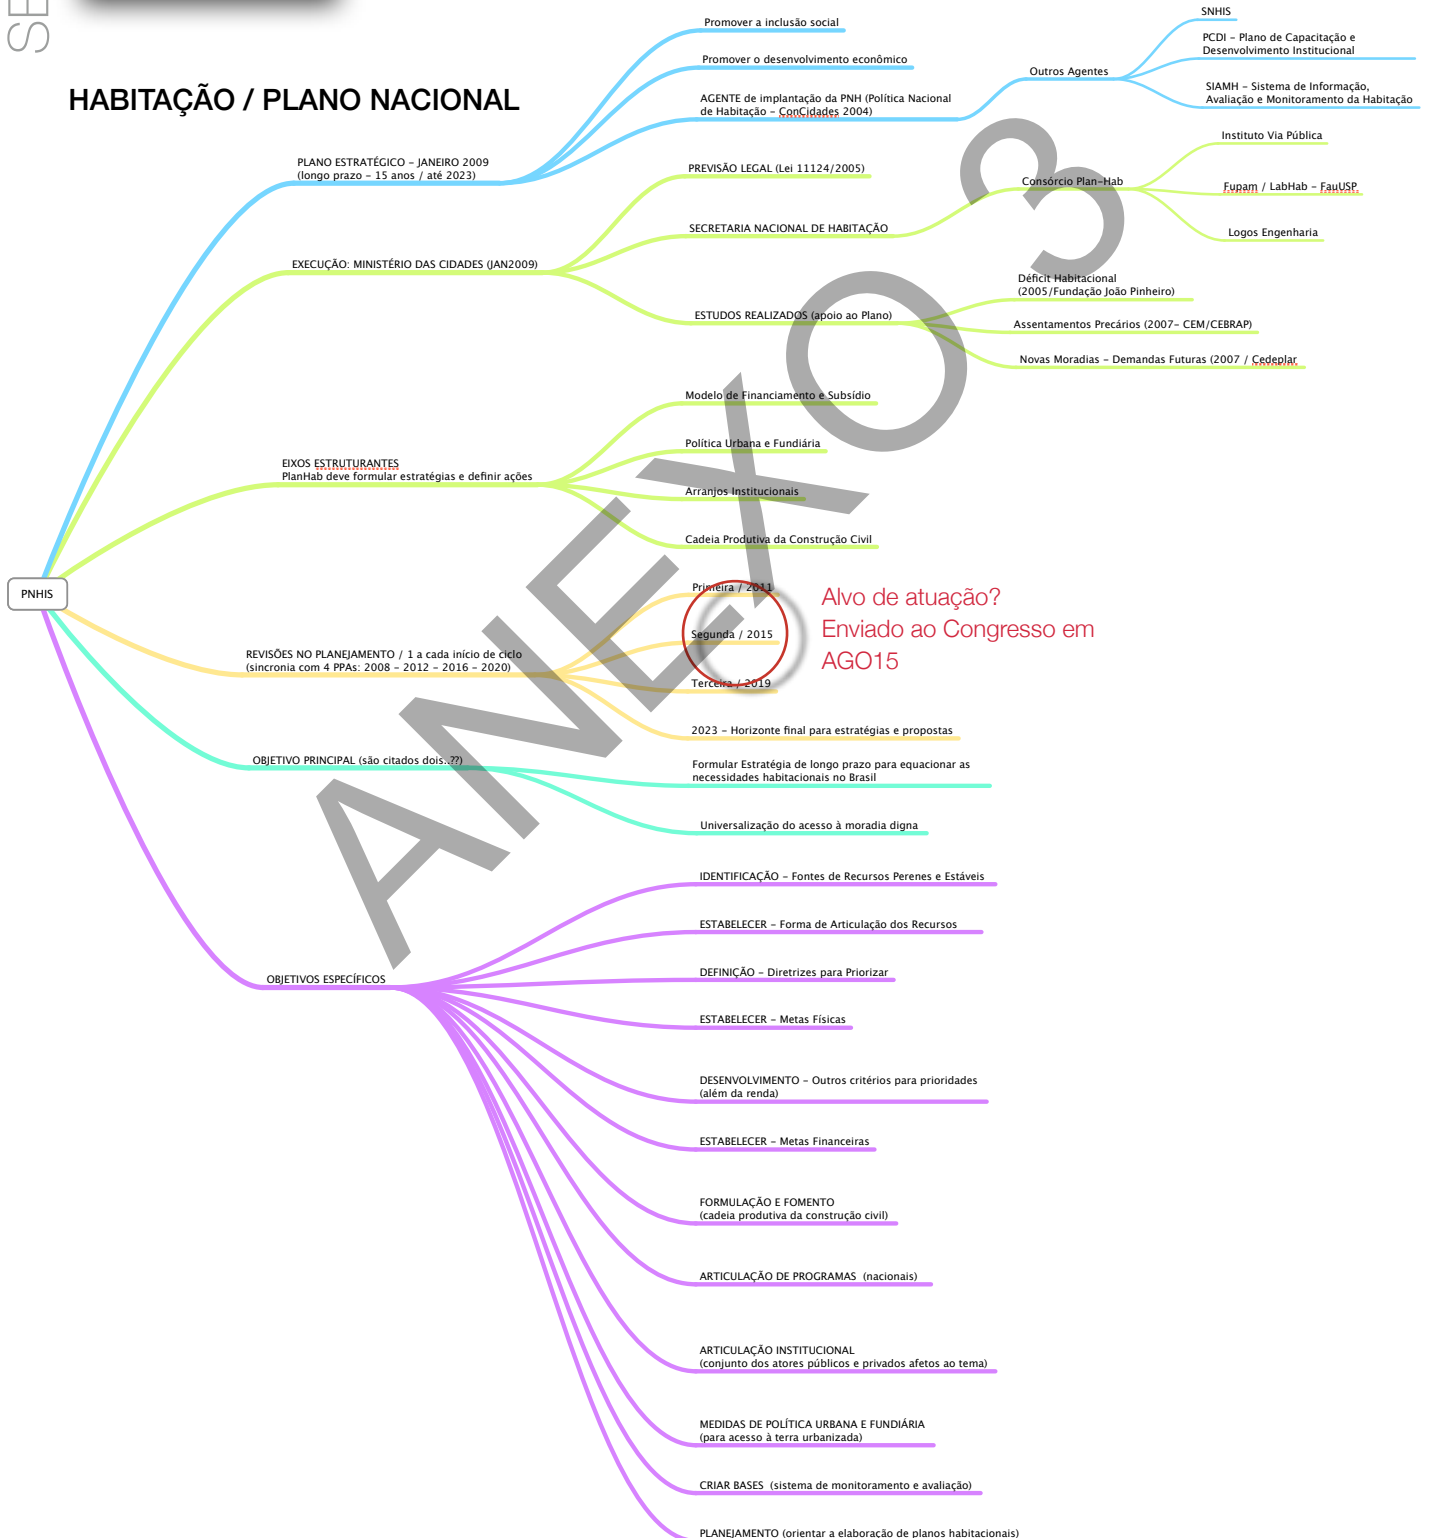 SE
HABITAÇÃO / PLANO NACIONAL
PNHIS
PLANO ESTRATÉGICO - JANEIRO 2009
(longo prazo - 15 anos / até 2023)
Promover a inclusão social
Promover o desenvolvimento econômico
AGENTE de implantação da PNH (Política Nacional
de Habitação - ConCidades 2004)
Outros Agentes
SNHIS
PCDI - Plano de Capacitação e
Desenvolvimento Institucional
SIAMH - Sistema de Informação,
Avaliação e Monitoramento da Habitação
EXECUÇÃO: MINISTÉRIO DAS CIDADES (JAN2009)
PREVISÃO LEGAL (Lei 11124/2005)
SECRETARIA NACIONAL DE HABITAÇÃO
Consórcio Plan-Hab
Instituto Via Pública
Fupam / LabHab - FauUSP
Logos Engenharia
ESTUDOS REALIZADOS (apoio ao Plano)
Déficit Habitacional
(2005/Fundação João Pinheiro)
Assentamentos Precários (2007- CEM/CEBRAP)
Novas Moradias - Demandas Futuras (2007 / Cedeplar
EIXOS ESTRUTURANTES
PlanHab deve formular estratégias e definir ações
Modelo de Financiamento e Subsídio
Política Urbana e Fundiária
Arranjos Institucionais
Cadeia Produtiva da Construção Civil
REVISÕES NO PLANEJAMENTO / 1 a cada início de ciclo
(sincronia com 4 PPAs: 2008 - 2012 - 2016 - 2020)
Primeira / 2011
Segunda / 2015
Terceira / 2019
2023 - Horizonte final para estratégias e propostas
Alvo de atuação?
Enviado ao Congresso em
AGO15
OBJETIVO PRINCIPAL (são citados dois..??)
Formular Estratégia de longo prazo para equacionar as
necessidades habitacionais no Brasil
Universalização do acesso à moradia digna
OBJETIVOS ESPECÍFICOS
IDENTIFICAÇÃO - Fontes de Recursos Perenes e Estáveis
ESTABELECER - Forma de Articulação dos Recursos
DEFINIÇÃO - Diretrizes para Priorizar
ESTABELECER - Metas Físicas
DESENVOLVIMENTO - Outros critérios para prioridades
(além da renda)
ESTABELECER - Metas Financeiras
FORMULAÇÃO E FOMENTO
(cadeia produtiva da construção civil)
ARTICULAÇÃO DE PROGRAMAS  (nacionais)
ARTICULAÇÃO INSTITUCIONAL
(conjunto dos atores públicos e privados afetos ao tema)
MEDIDAS DE POLÍTICA URBANA E FUNDIÁRIA
(para acesso à terra urbanizada)
CRIAR BASES  (sistema de monitoramento e avaliação)
PLANEJAMENTO (orientar a elaboração de planos habitacionais)
ANEXO 3